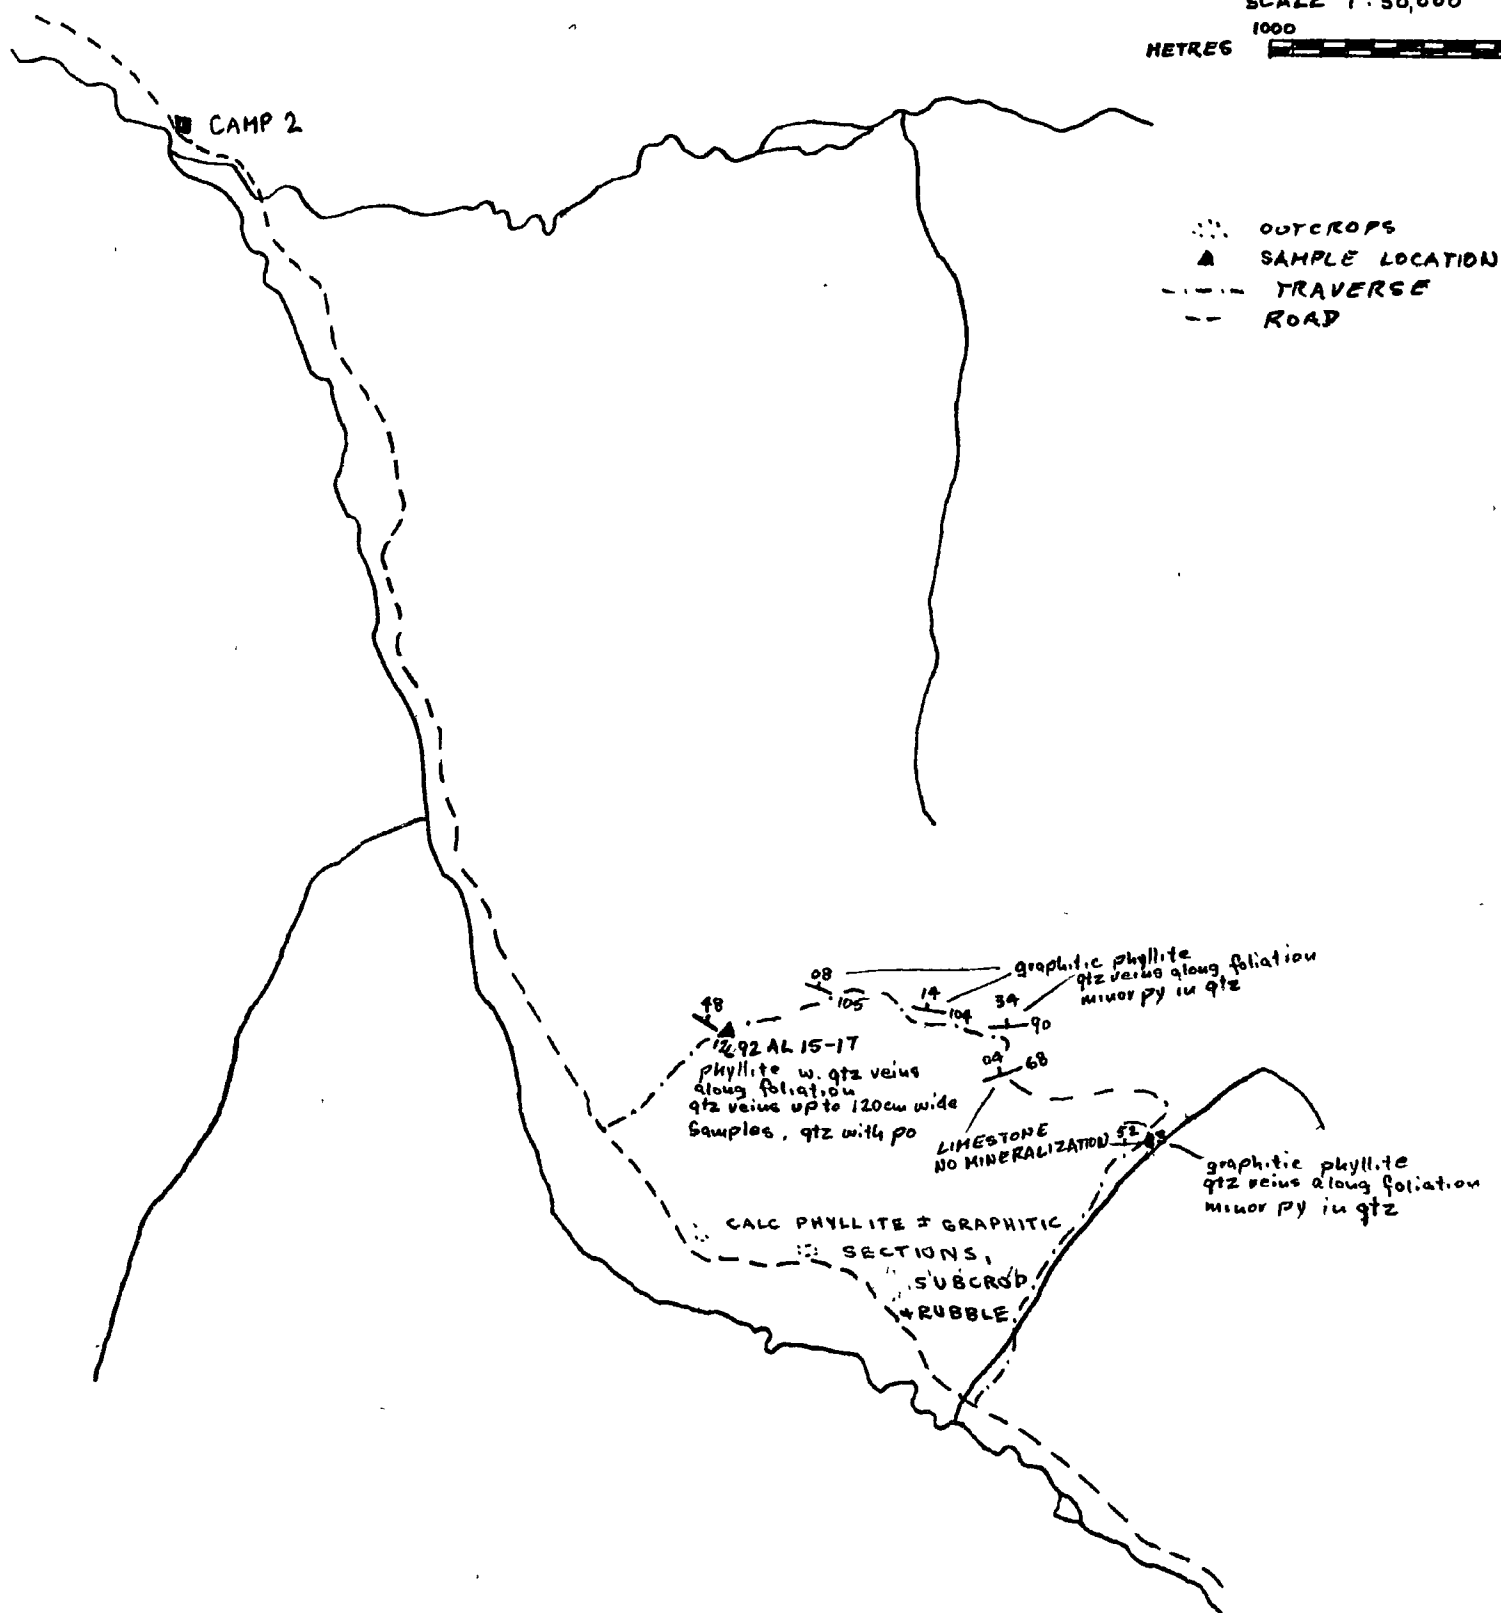 SCALE 1:50,000
1000
METRES
CAMP 2
OUTCROPS
SAMPLE LOCATION
TRAVERSE
ROAD
08
105
graphitic phyllite
qtz veins along foliation
minor py in qtz
14
104
34
90
48
92 AL 15-17
phyllite w. qtz veins
along foliation
qtz veins up to 120cm wide
Samples, qtz with po
04
68
LIMESTONE
NO MINERALIZATION
52
graphitic phyllite
qtz veins along foliation
minor py in qtz
CALC PHYLLITE ± GRAPHITIC
SECTIONS,
SUBCROP
+ RUBBLE